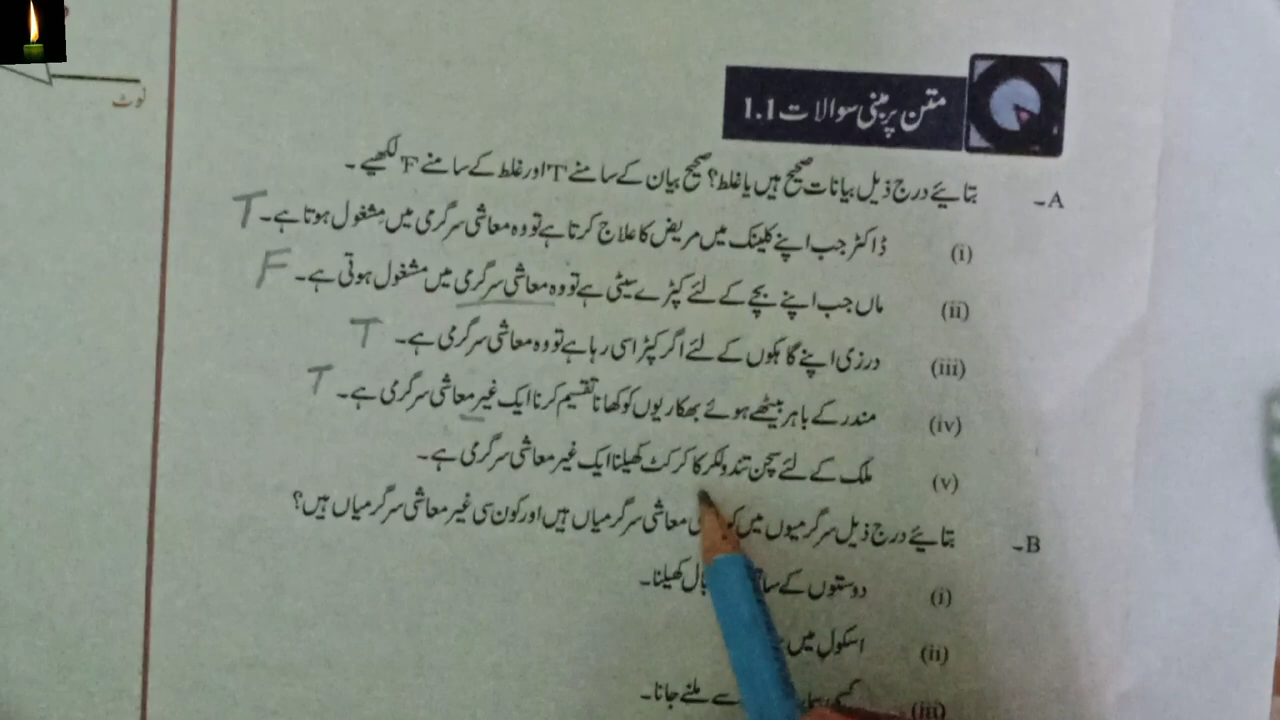 نوٹ
متن پر مبنی سوالات 1.1
A۔ بتایئے درج ذیل بیانات صحیح ہیں یا غلط؟ صحیح بیان کے سامنے 'T' اور غلط کے سامنے 'F' لکھیے۔
(i) ڈاکٹر جب اپنے کلینک میں مریض کا علاج کرتا ہے تو وہ معاشی سرگرمی میں مشغول ہوتا ہے۔ T
(ii) ماں جب اپنے بچے کے لئے کپڑے سیتی ہے تو وہ معاشی سرگرمی میں مشغول ہوتی ہے۔ F
(iii) درزی اپنے گاہکوں کے لئے اگر کپڑا سی رہا ہے تو وہ معاشی سرگرمی ہے۔ T
(iv) مندر کے باہر بیٹھے ہوئے بھکاریوں کو کھانا تقسیم کرنا ایک غیر معاشی سرگرمی ہے۔ T
(v) ملک کے لئے سچن تندولکر کا کرکٹ کھیلنا ایک غیر معاشی سرگرمی ہے۔
B۔ بتایئے درج ذیل سرگرمیوں میں معاشی سرگرمیاں ہیں اور کون سی غیر معاشی سرگرمیاں ہیں؟
(i) دوستوں کے بال کھیلنا۔
(ii) اسکول میں
(iii) سے ملنے جانا۔